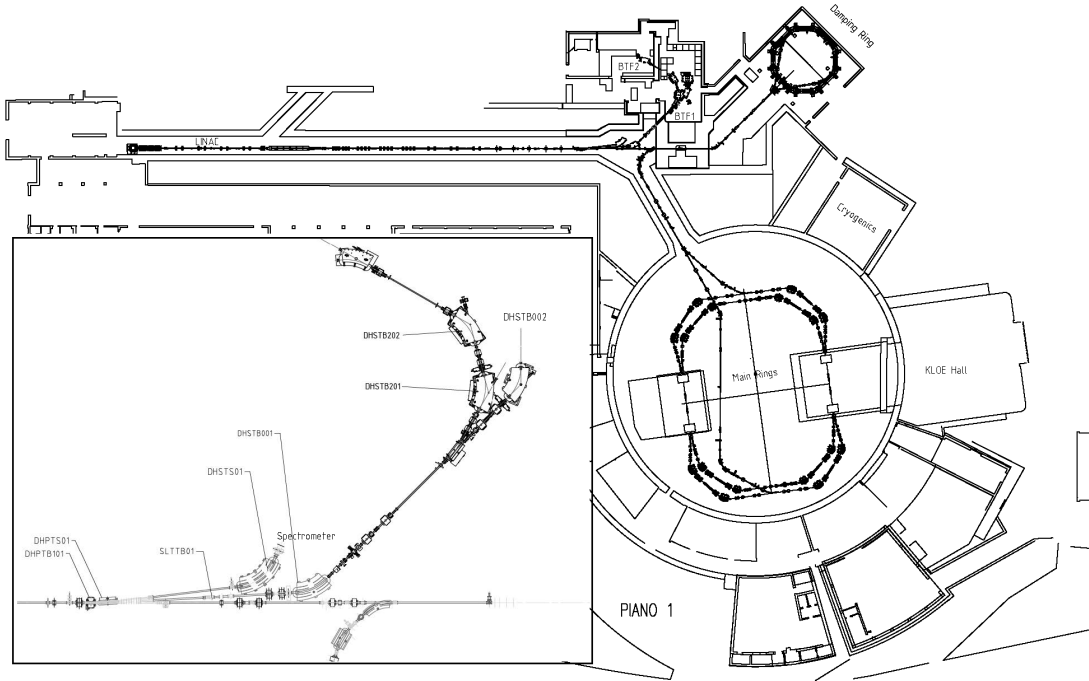 Damping Ring
BTF2
BTF1
LINAC
Cryogenics
Main Rings
KLOE Hall
DHSTB002
DHSTB202
DHSTB201
DHSTB001
DHSTS01
Spectrometer
DHPTS01
SLTTB01
DHPTB101
PIANO 1